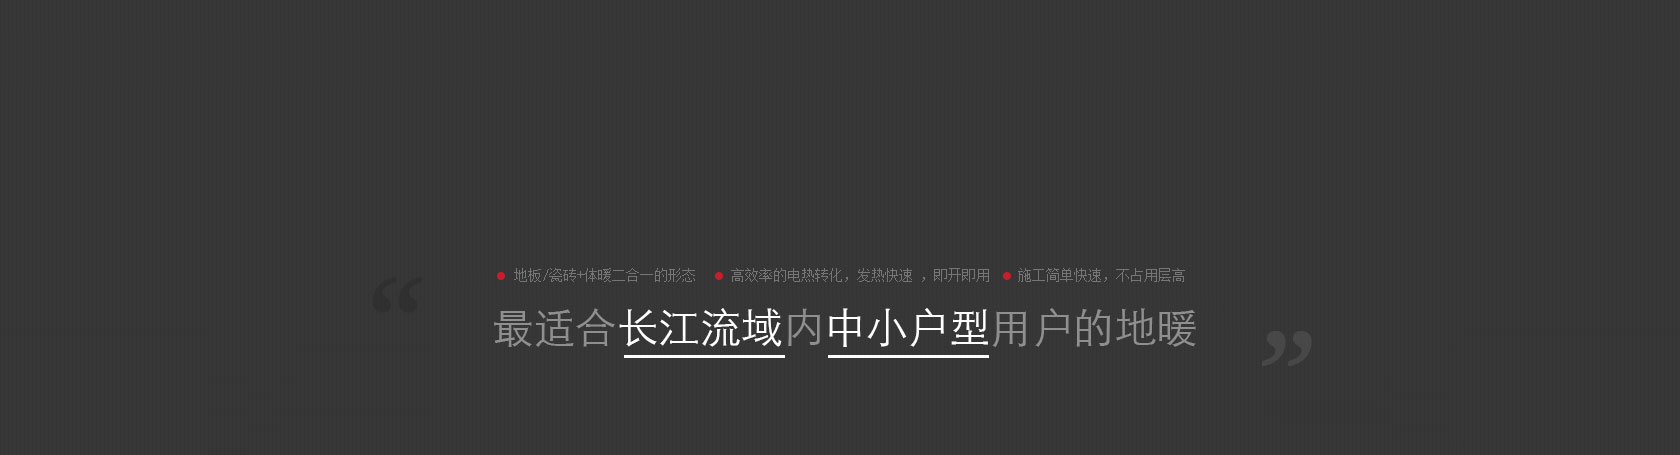 ● 地板/瓷砖+体暖二合一的形态 ● 高效率的电热转化，发热快速 ，即开即用 ● 施工简单快速，不占用层高
“最适合长江流域内中小户型用户的地暖”